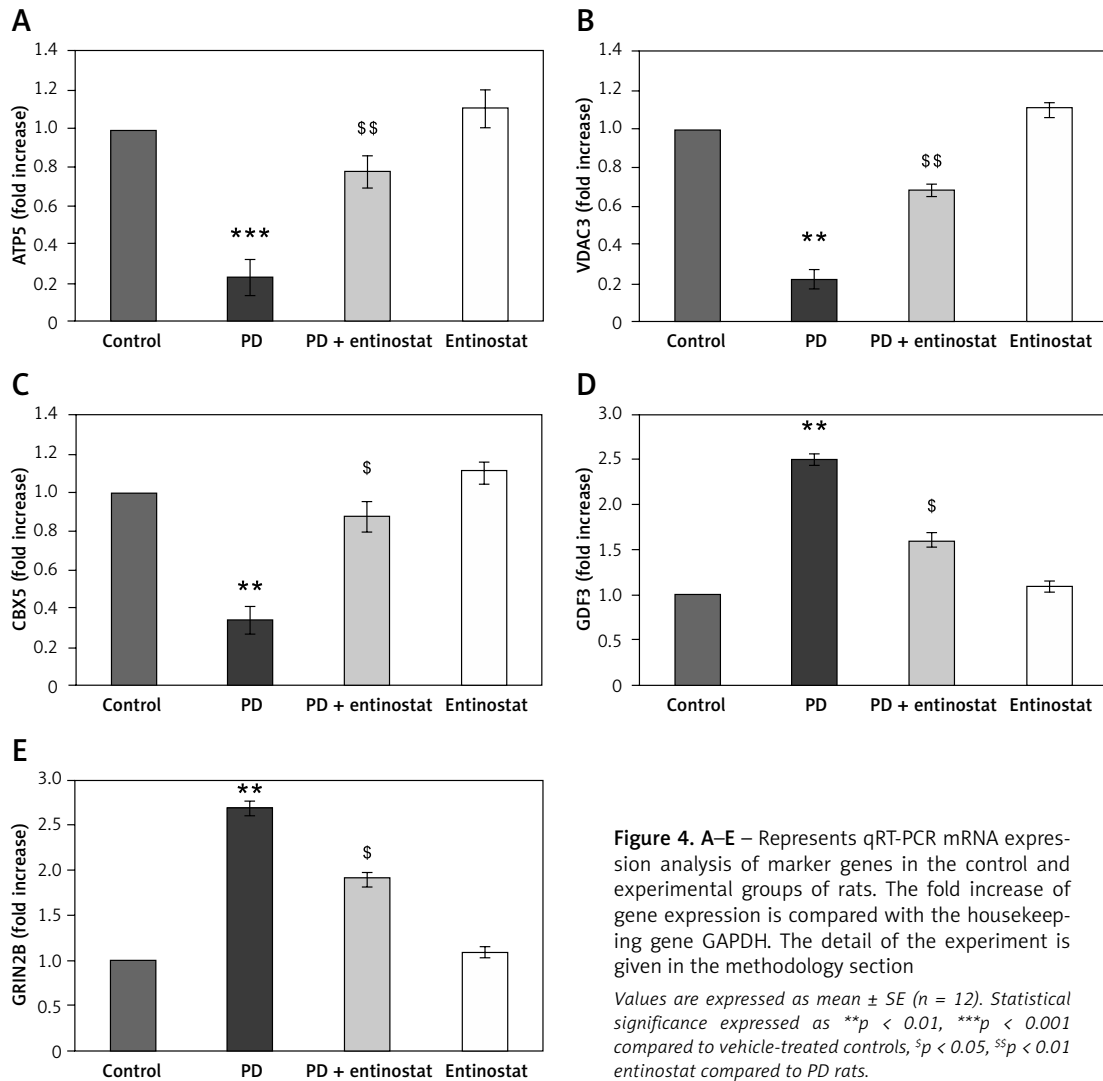 A
ATP5 (fold increase)
1.4
1.2
1.0
0.8
0.6
0.4
0.2
0
***
$$
Control PD PD + entinostat Entinostat
B
VDAC3 (fold increase)
1.4
1.2
1.0
0.8
0.6
0.4
0.2
0
**
$$
Control PD PD + entinostat Entinostat
C
CBX5 (fold increase)
1.4
1.2
1.0
0.8
0.6
0.4
0.2
0
**
$
Control PD PD + entinostat Entinostat
D
GDF3 (fold increase)
3.0
2.5
2.0
1.5
1.0
0.5
0
**
$
Control PD PD + entinostat Entinostat
E
GRIN2B (fold increase)
3.0
2.5
2.0
1.5
1.0
0.5
0
**
$
Control PD PD + entinostat Entinostat
Figure 4. A–E – Represents qRT-PCR mRNA expres-
sion analysis of marker genes in the control and
experimental groups of rats. The fold increase of
gene expression is compared with the housekeep-
ing gene GAPDH. The detail of the experiment is
given in the methodology section
Values are expressed as mean ± SE (n = 12). Statistical
significance expressed as **p < 0.01, ***p < 0.001
compared to vehicle-treated controls, $p < 0.05, $$p < 0.01
entinostat compared to PD rats.